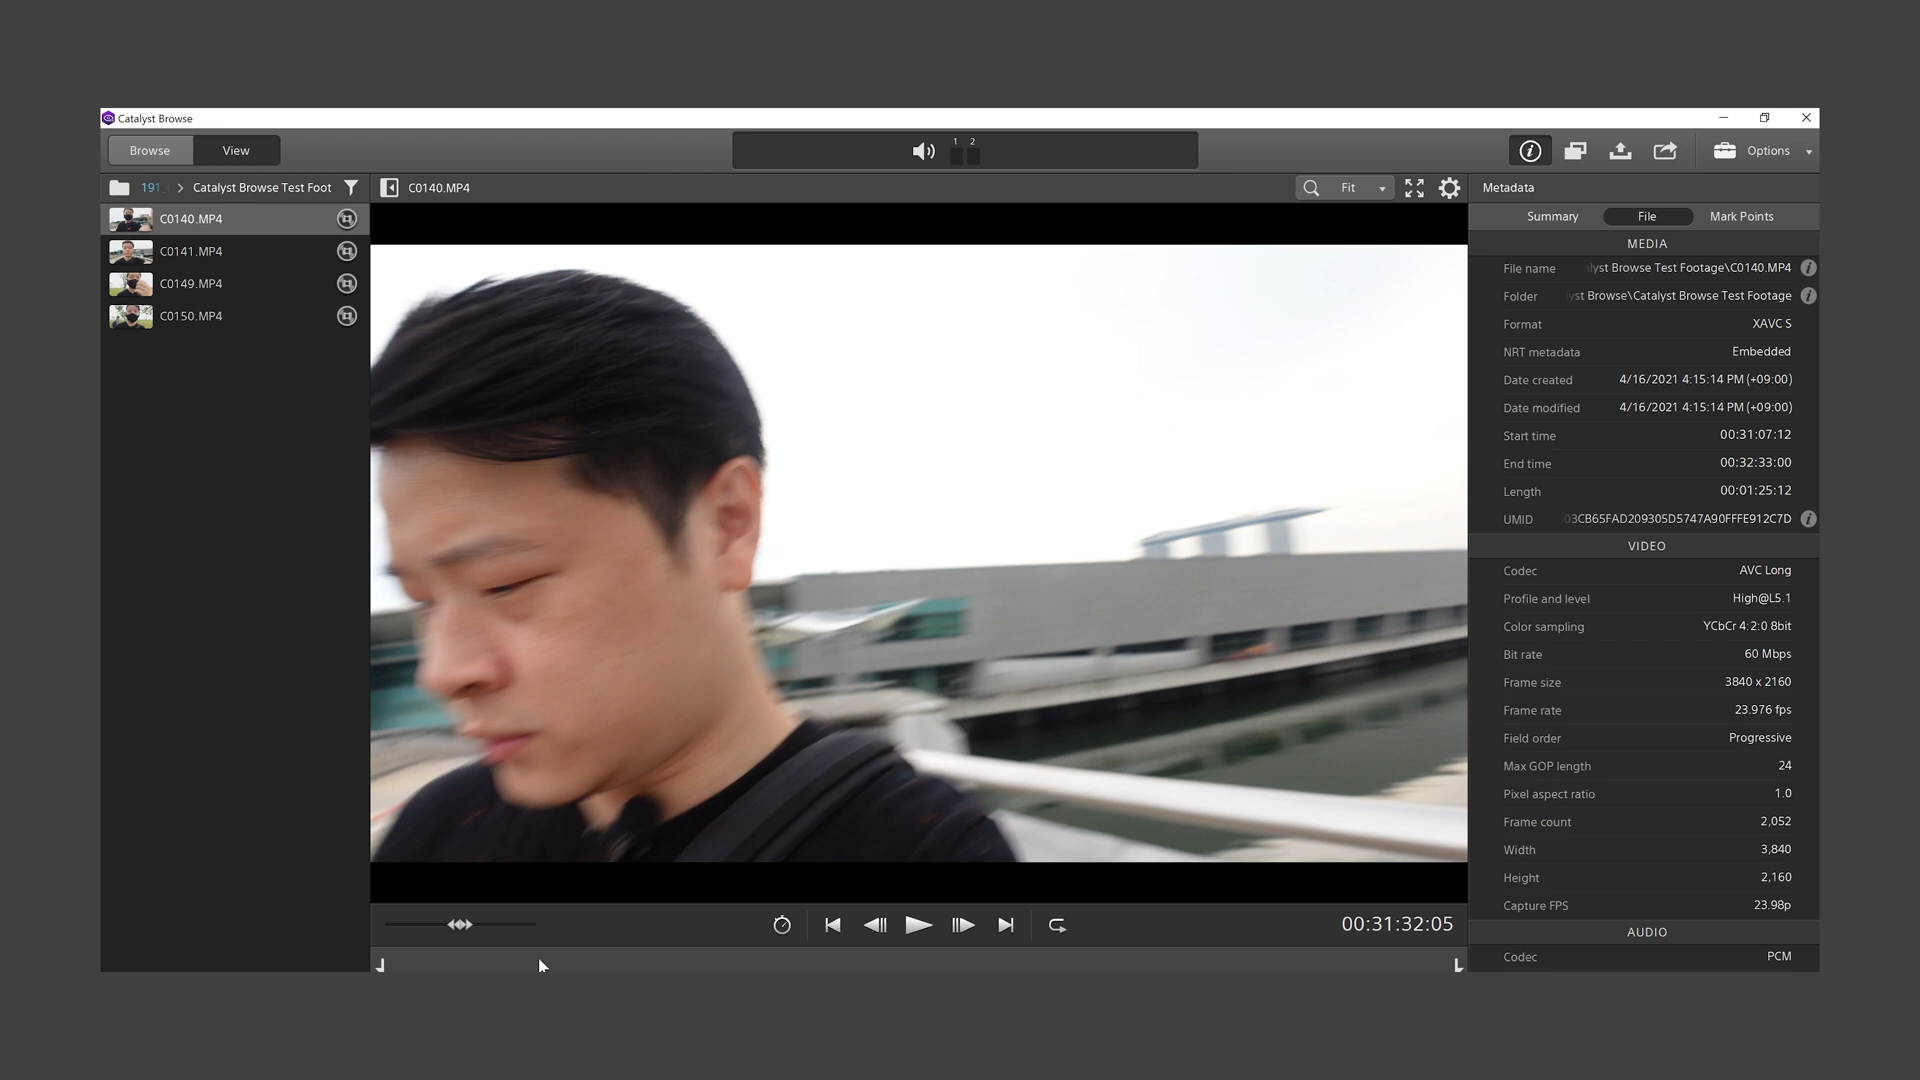 Catalyst Browse
Browse
View
1 2
Options
191
Catalyst Browse Test Foot
C0140.MP4
Fit
Metadata
C0140.MP4
C0141.MP4
C0149.MP4
C0150.MP4
Summary
File
Mark Points
MEDIA
File name lyst Browse Test Footage\C0140.MP4
Folder yst Browse\Catalyst Browse Test Footage
Format XAVC S
NRT metadata Embedded
Date created 4/16/2021 4:15:14 PM (+09:00)
Date modified 4/16/2021 4:15:14 PM (+09:00)
Start time 00:31:07:12
End time 00:32:33:00
Length 00:01:25:12
UMID 03CB65FAD209305D5747A90FFFE912C7D
VIDEO
Codec AVC Long
Profile and level High@L5.1
Color sampling YCbCr 4:2:0 8bit
Bit rate 60 Mbps
Frame size 3840 x 2160
Frame rate 23.976 fps
Field order Progressive
Max GOP length 24
Pixel aspect ratio 1.0
Frame count 2,052
Width 3,840
Height 2,160
Capture FPS 23.98p
AUDIO
Codec PCM
00:31:32:05